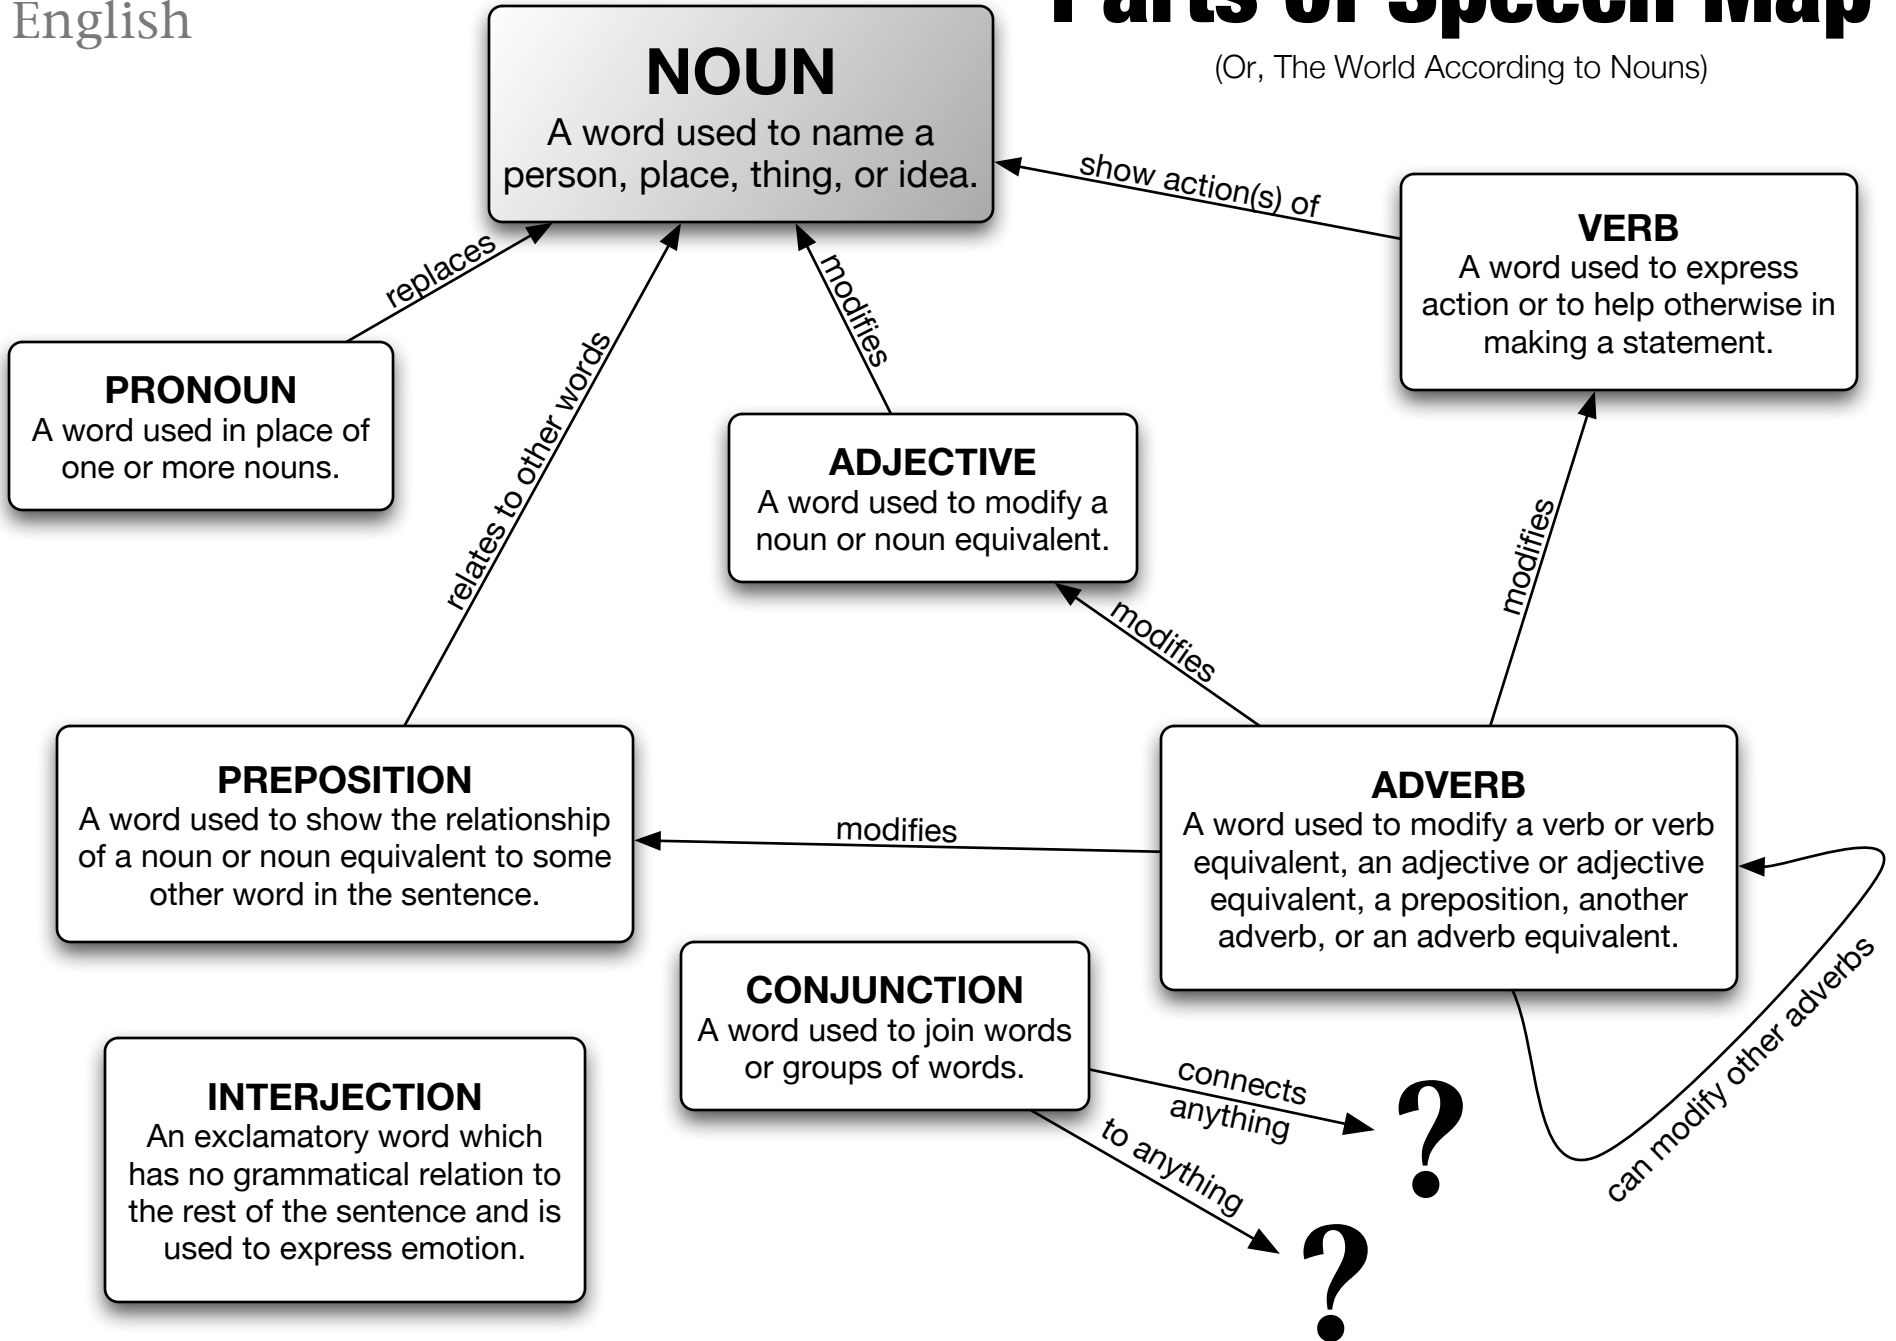 English
Parts of Speech Map
(Or, The World According to Nouns)
NOUN
A word used to name a
person, place, thing, or idea.
show action(s) of
VERB
A word used to express
action or to help otherwise in
making a statement.
replaces
modifies
relates to other words
PRONOUN
A word used in place of
one or more nouns.
ADJECTIVE
A word used to modify a
noun or noun equivalent.
modifies
modifies
PREPOSITION
A word used to show the relationship
of a noun or noun equivalent to some
other word in the sentence.
modifies
ADVERB
A word used to modify a verb or verb
equivalent, an adjective or adjective
equivalent, a preposition, another
adverb, or an adverb equivalent.
can modify other adverbs
CONJUNCTION
A word used to join words
or groups of words.
connects
anything
?
to anything
?
INTERJECTION
An exclamatory word which
has no grammatical relation to
the rest of the sentence and is
used to express emotion.